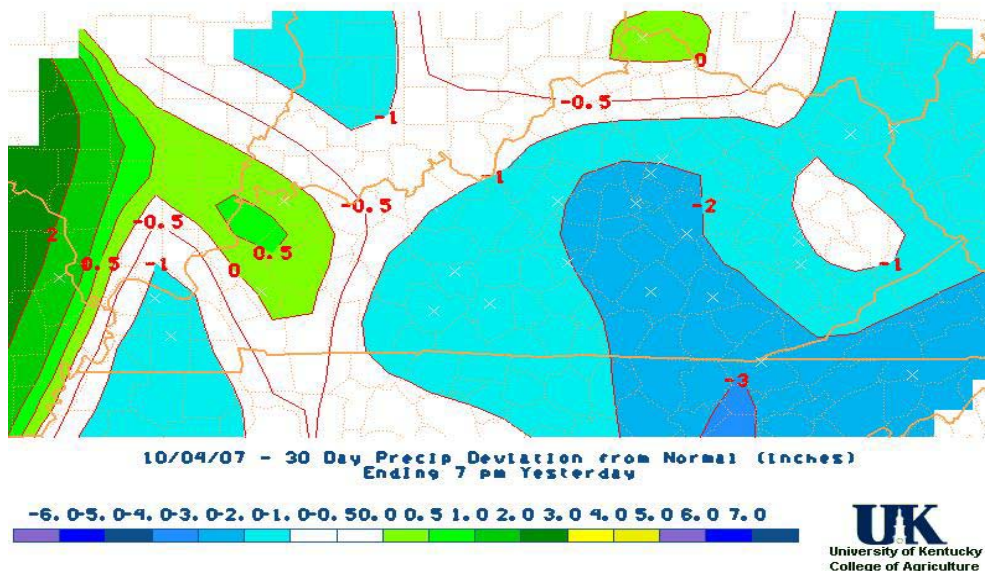 0
-0.5
-1
-1
-2
-0.5
-0.5
2
0.5
-1
0
0.5
-1
-3
10/04/07 - 30 Day Precip Deviation from Normal (Inches)
Ending 7 pm Yesterday
-6.0-5.0-4.0-3.0-2.0-1.0-0.50.0 0.5 1.0 2.0 3.0 4.0 5.0 6.0 7.0
UK
University of Kentucky
College of Agriculture